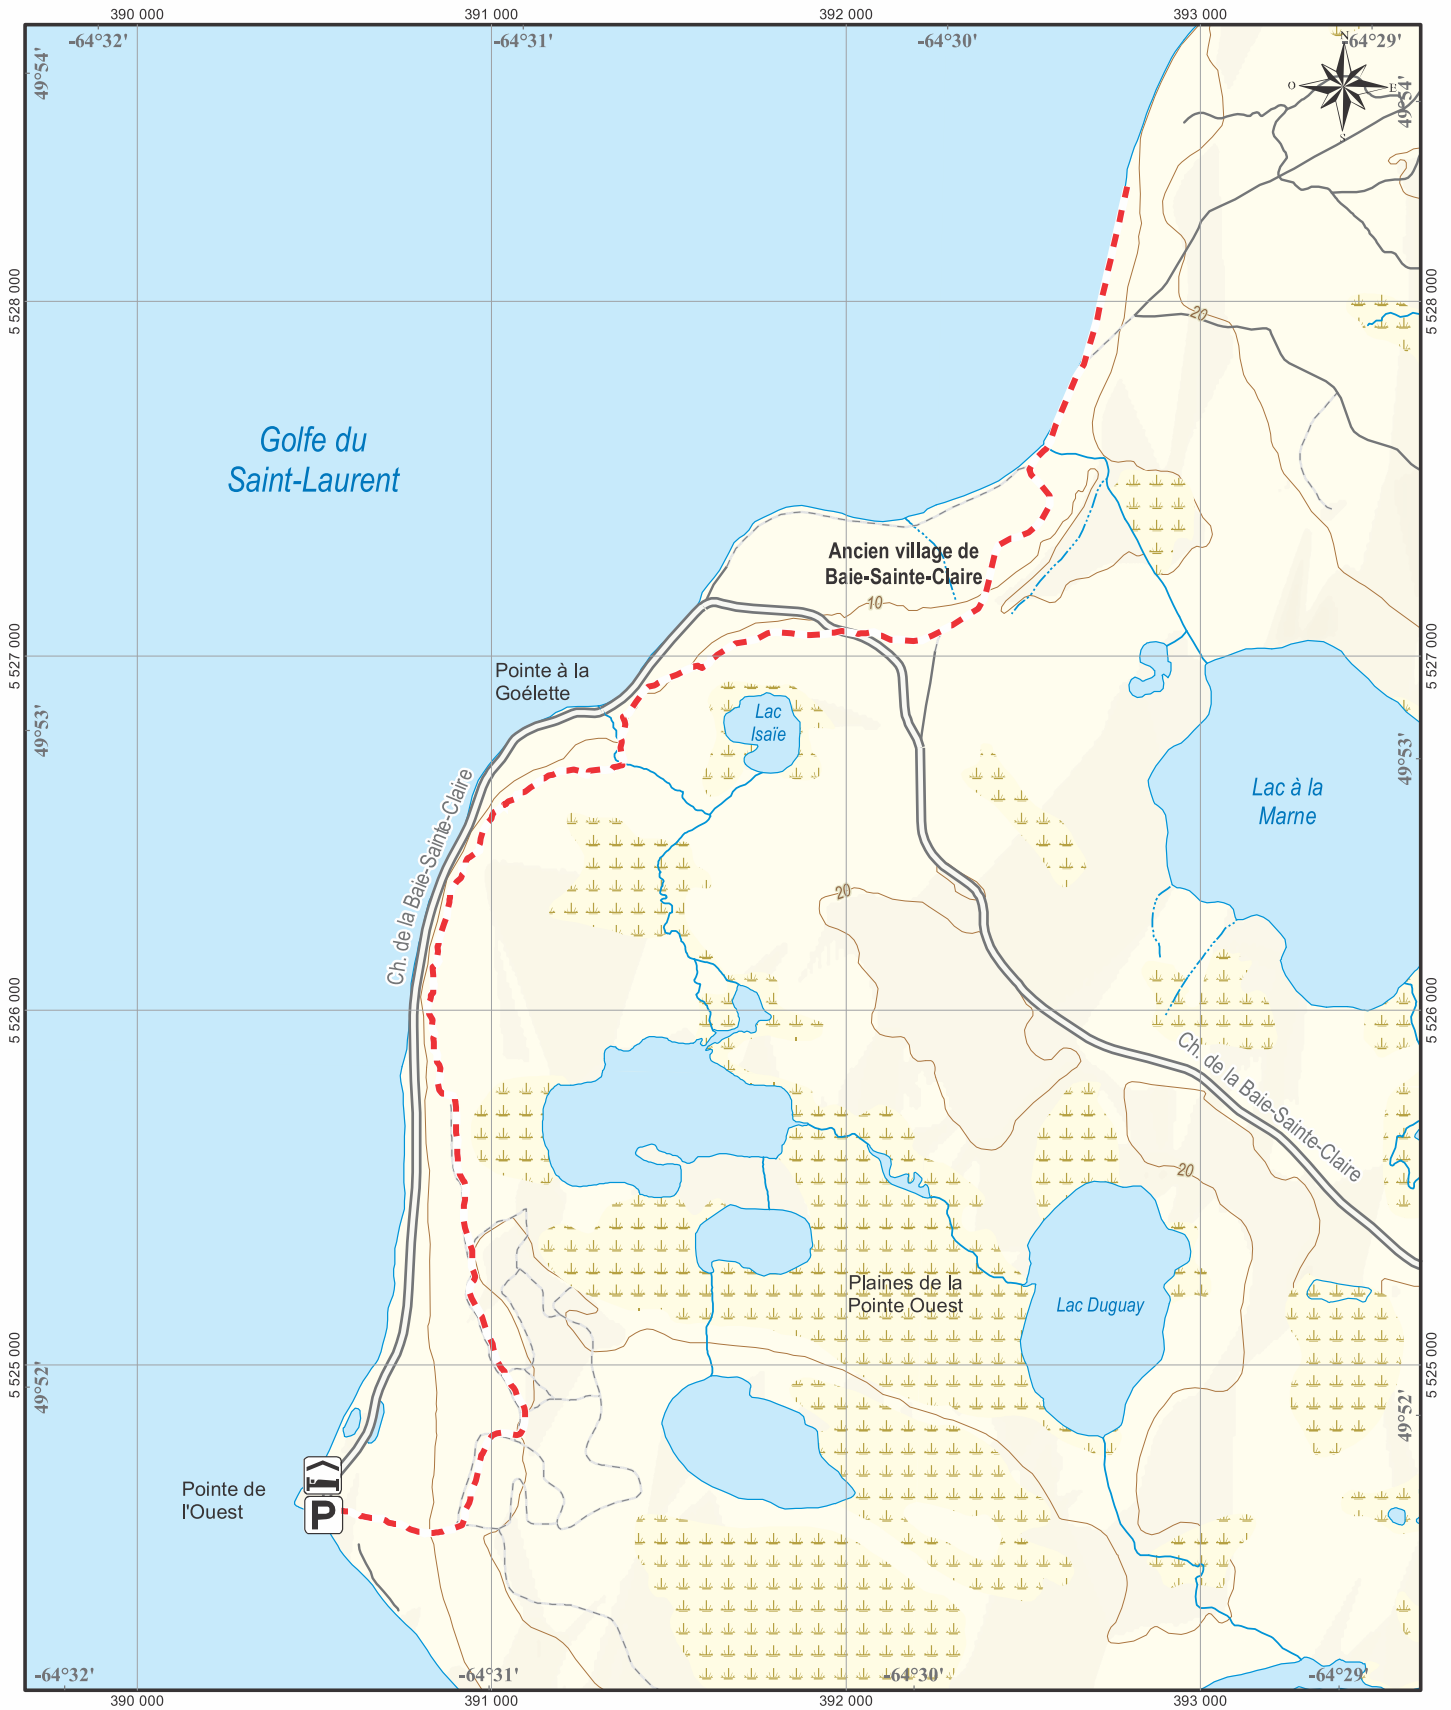 390 000
391 000
392 000
393 000
-64°32'
-64°31'
-64°30'
-64°29'
49°54'
49°54'
N
O
E
S
5 528 000
5 528 000
20
Golfe du
Saint-Laurent
Ancien village de
Baie-Sainte-Claire
10
5 527 000
5 527 000
Pointe à la
Goélette
Lac
Isaïe
49°53'
49°53'
Lac à la
Marne
Ch. de la Baie-Sainte-Claire
20
5 526 000
5 526 000
Ch. de la Baie-Sainte-Claire
20
Plaines de la
Pointe Ouest
Lac Duguay
5 525 000
5 525 000
49°52'
49°52'
Pointe de
l'Ouest
P
-64°32'
-64°31'
-64°30'
-64°29'
390 000
391 000
392 000
393 000